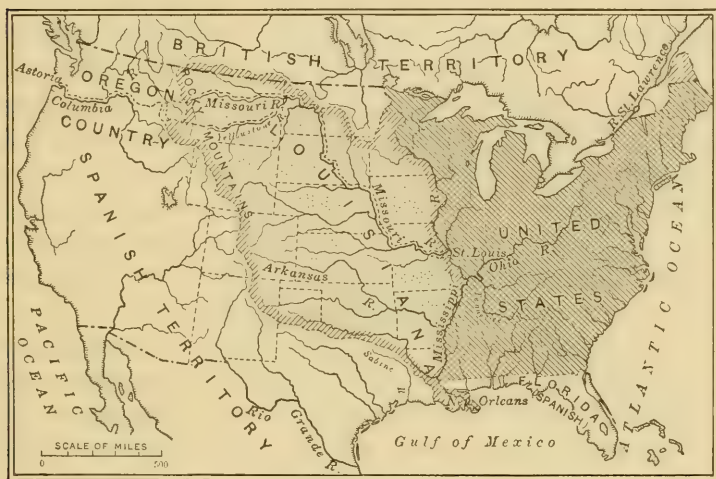 BRITISH TERRITORY
R. St. Lawrence
Astoria
OREGON
ROCKY
Missouri R.
Columbia
COUNTRY
Yellowstone
MOUNTAINS
LOUISIANA
SPANISH TERRITORY
Missouri
R.
UNITED
St. Louis
Ohio R.
STATES
Arkansas
R.
Mississippi
R.
ATLANTIC OCEAN
PACIFIC
OCEAN
Sabine
R.
N. Orleans
FLORIDA
(SPANISH)
Rio
Grande
R.
Gulf of Mexico
SCALE OF MILES
0 500